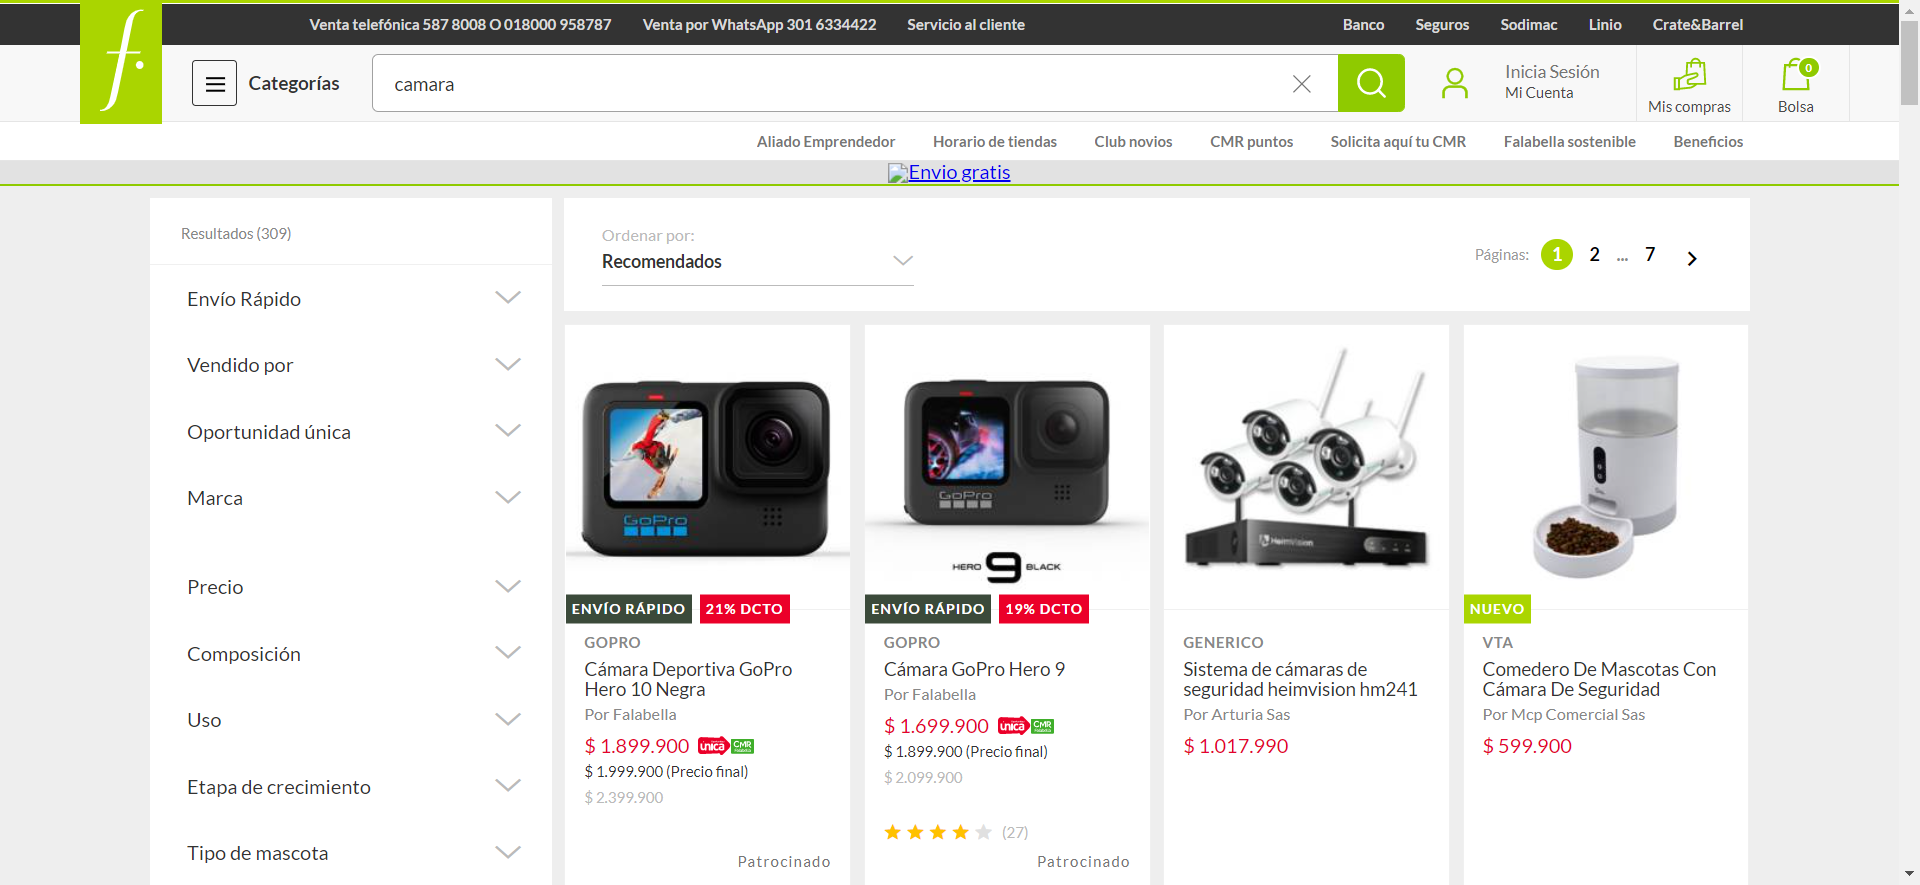 Venta telefónica 587 8008 O 018000 958787 Venta por WhatsApp 301 6334422 Servicio al cliente Banco Seguros Sodimac Linio Crate&Barrel
f.
Categorías
camara
Inicia Sesión
Mi Cuenta
Mis compras
0
Bolsa
Aliado Emprendedor Horario de tiendas Club novios CMR puntos Solicita aquí tu CMR Falabella sostenible Beneficios
Envio gratis
Resultados (309)
Envío Rápido
Vendido por
Oportunidad única
Marca
Precio
Composición
Uso
Etapa de crecimiento
Tipo de mascota
Ordenar por:
Recomendados
Páginas: 1 2 ... 7
GoPro
ENVÍO RÁPIDO 21% DCTO
GOPRO
Cámara Deportiva GoPro
Hero 10 Negra
Por Falabella
$ 1.899.900 única CMR
$ 1.999.900 (Precio final)
$ 2.399.900
Patrocinado
GoPro
HERO 9 BLACK
ENVÍO RÁPIDO 19% DCTO
GOPRO
Cámara GoPro Hero 9
Por Falabella
$ 1.699.900 única CMR
$ 1.899.900 (Precio final)
$ 2.099.900
(27)
Patrocinado
HeimVision
GENERICO
Sistema de cámaras de
seguridad heimvision hm241
Por Arturia Sas
$ 1.017.990
NUEVO
VTA
Comedero De Mascotas Con
Cámara De Seguridad
Por Mcp Comercial Sas
$ 599.900